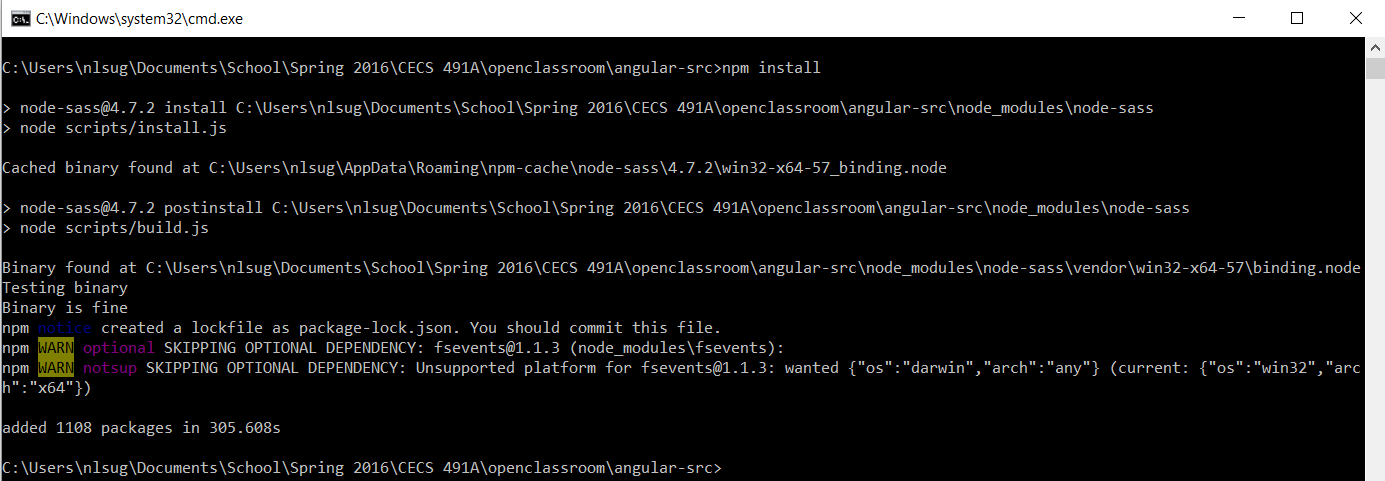 C:\Windows\system32\cmd.exe
C:\Users\nlsug\Documents\School\Spring 2016\CECS 491A\openclassroom\angular-src>npm install
> node-sass@4.7.2 install C:\Users\nlsug\Documents\School\Spring 2016\CECS 491A\openclassroom\angular-src\node_modules\node-sass
> node scripts/install.js
Cached binary found at C:\Users\nlsug\AppData\Roaming\npm-cache\node-sass\4.7.2\win32-x64-57_binding.node
> node-sass@4.7.2 postinstall C:\Users\nlsug\Documents\School\Spring 2016\CECS 491A\openclassroom\angular-src\node_modules\node-sass
> node scripts/build.js
Binary found at C:\Users\nlsug\Documents\School\Spring 2016\CECS 491A\openclassroom\angular-src\node_modules\node-sass\vendor\win32-x64-57\binding.node
Testing binary
Binary is fine
npm notice created a lockfile as package-lock.json. You should commit this file.
npm WARN optional SKIPPING OPTIONAL DEPENDENCY: fsevents@1.1.3 (node_modules\fsevents):
npm WARN notsup SKIPPING OPTIONAL DEPENDENCY: Unsupported platform for fsevents@1.1.3: wanted {"os":"darwin","arch":"any"} (current: {"os":"win32","arc
h":"x64"})
added 1108 packages in 305.608s
C:\Users\nlsug\Documents\School\Spring 2016\CECS 491A\openclassroom\angular-src>